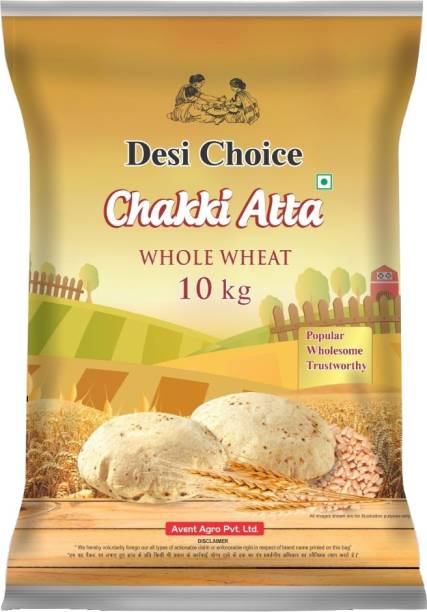 Desi Choice
Chakki Atta
WHOLE WHEAT
10 kg
Popular
Wholesome
Trustworthy
All images shown are for illustration purpose only.
Avent Agro Pvt. Ltd.
DISCLAIMER
" We hereby voluntarily forego our all types of actionable claim or enforceable right in respect of brand name printed on this bag"